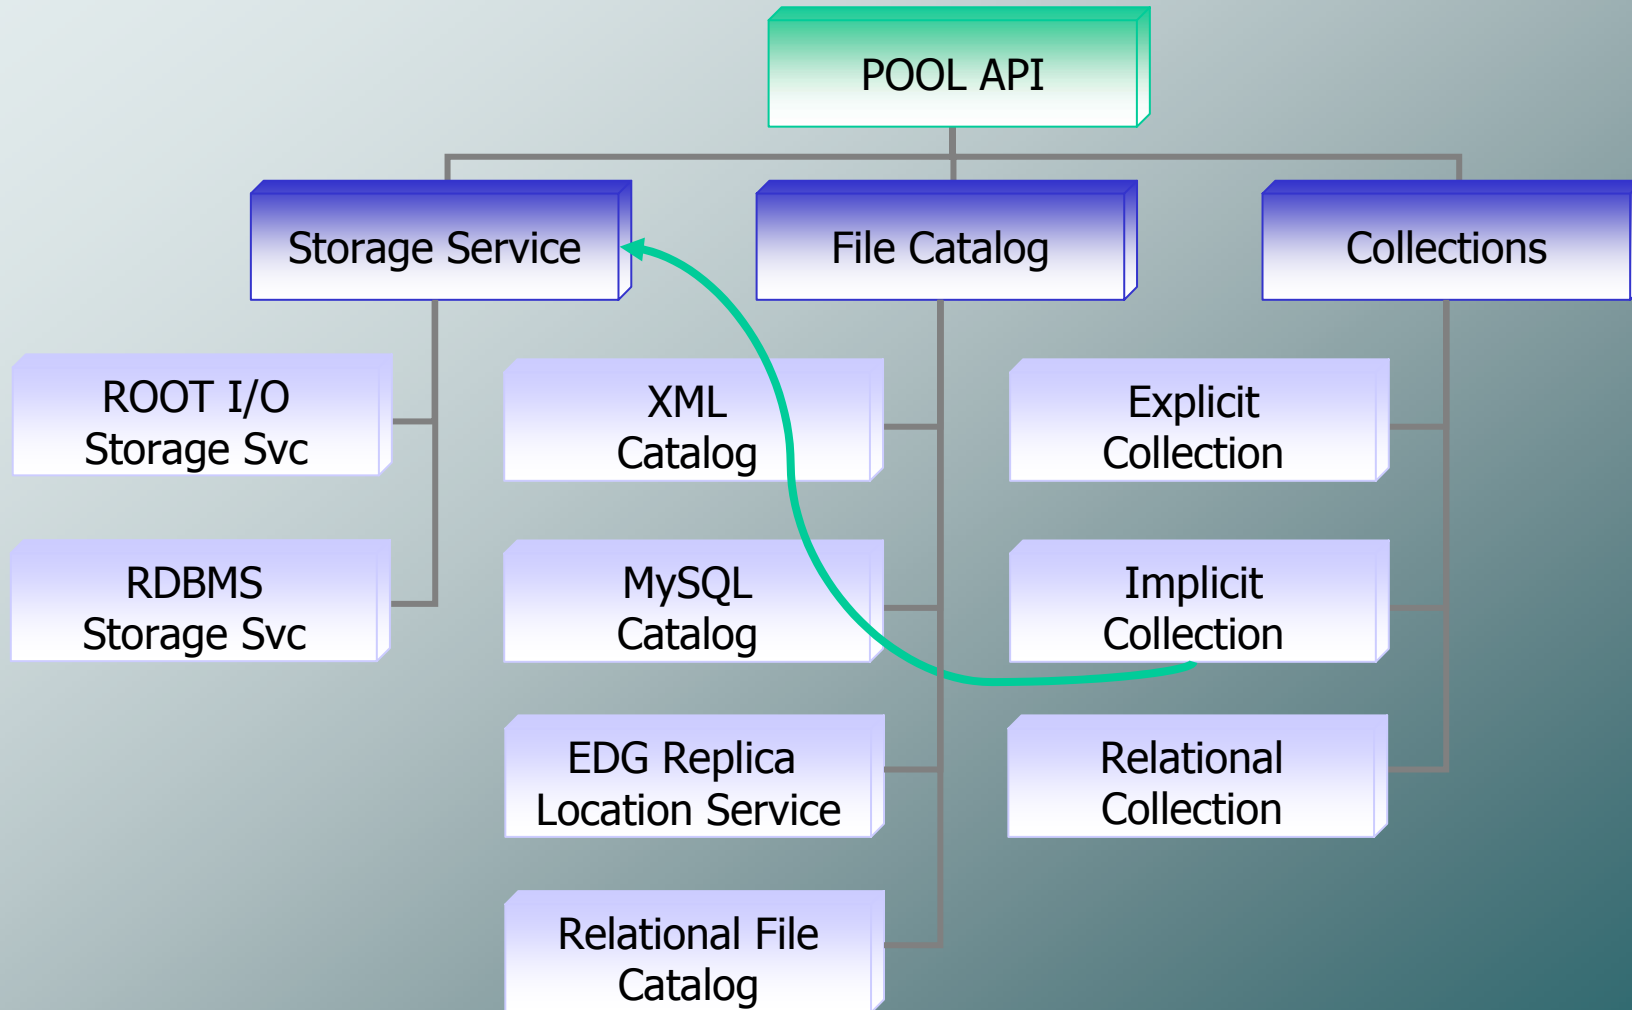 POOL API
Storage Service
File Catalog
Collections
ROOT I/O
Storage Svc
XML
Catalog
Explicit
Collection
RDBMS
Storage Svc
MySQL
Catalog
Implicit
Collection
EDG Replica
Location Service
Relational
Collection
Relational File
Catalog